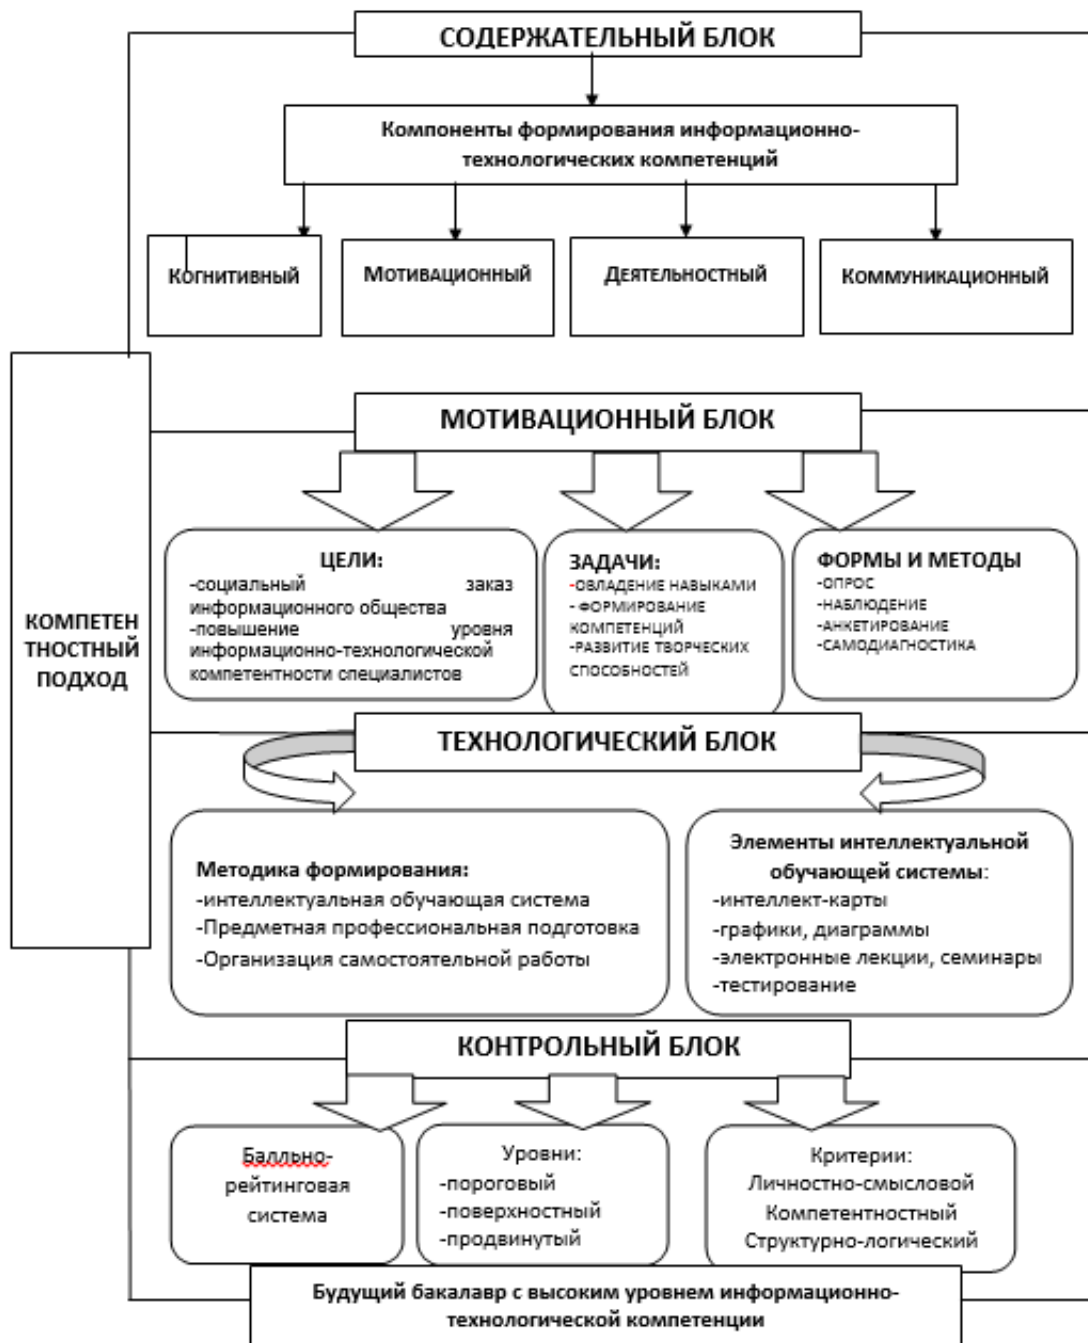 СОДЕРЖАТЕЛЬНЫЙ БЛОК
Компоненты формирования информационно-
технологических компетенций
Когнитивный
Мотивационный
Деятельностный
Коммуникационный
КОМПЕТЕН
ТНОСТНЫЙ
ПОДХОД
МОТИВАЦИОННЫЙ БЛОК
ЦЕЛИ:
-социальный заказ
информационного общества
-повышение уровня
информационно-технологической
компетентности специалистов
ЗАДАЧИ:
-ОВЛАДЕНИЕ НАВЫКАМИ
- ФОРМИРОВАНИЕ
КОМПЕТЕНЦИЙ
-РАЗВИТИЕ ТВОРЧЕСКИХ
СПОСОБНОСТЕЙ
ФОРМЫ И МЕТОДЫ
-ОПРОС
-НАБЛЮДЕНИЕ
-АНКЕТИРОВАНИЕ
-САМОДИАГНОСТИКА
ТЕХНОЛОГИЧЕСКИЙ БЛОК
Методика формирования:
-интеллектуальная обучающая система
-Предметная профессиональная подготовка
-Организация самостоятельной работы
Элементы интеллектуальной
обучающей системы:
-интеллект-карты
-графики, диаграммы
-электронные лекции, семинары
-тестирование
КОНТРОЛЬНЫЙ БЛОК
Балльно-
рейтинговая
система
Уровни:
-пороговый
-поверхностный
-продвинутый
Критерии:
Личностно-смысловой
Компетентностный
Структурно-логический
Будущий бакалавр с высоким уровнем информационно-
технологической компетенции